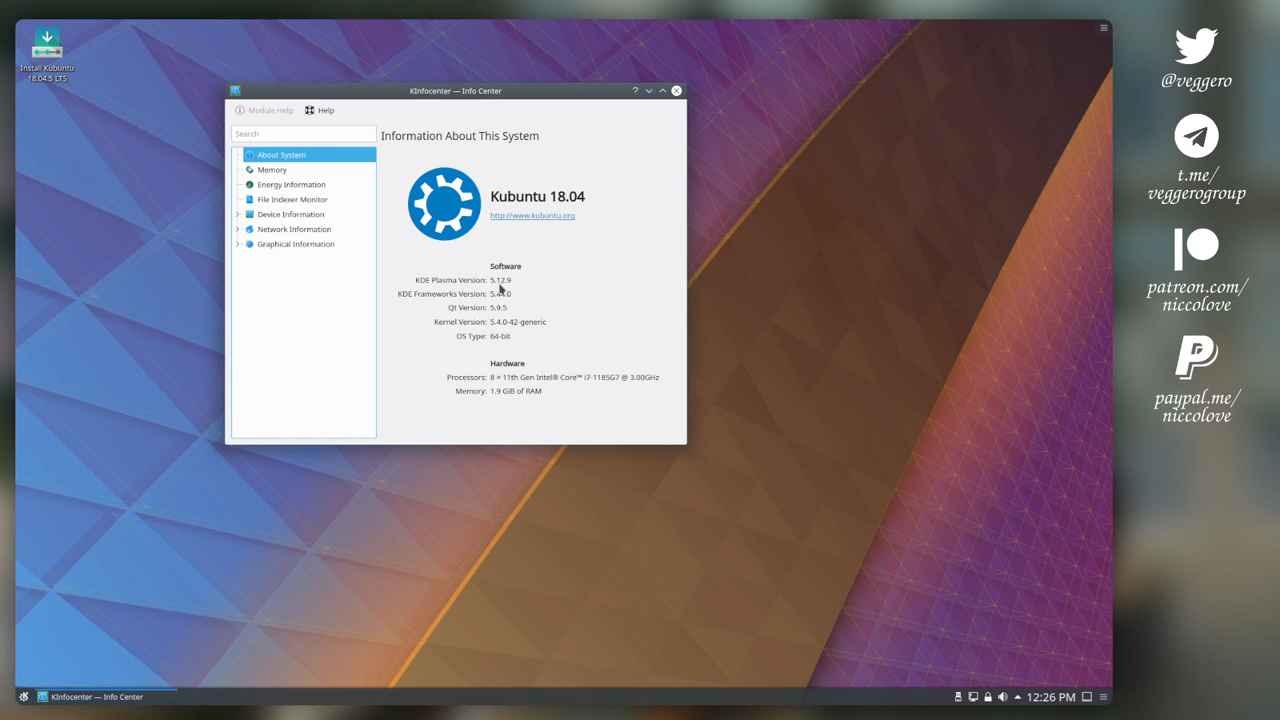 Install Kubuntu
18.04.5 LTS
KInfocenter — Info Center
?
Module Help
Help
Search
About System
Memory
Energy Information
File Indexer Monitor
Device Information
Network Information
Graphical Information
Information About This System
Kubuntu 18.04
http://www.kubuntu.org
Software
KDE Plasma Version: 5.12.9
KDE Frameworks Version: 5.44.0
Qt Version: 5.9.5
Kernel Version: 5.4.0-42-generic
OS Type: 64-bit
Hardware
Processors: 8 × 11th Gen Intel® Core™ i7-1185G7 @ 3.00GHz
Memory: 1.9 GiB of RAM
KInfocenter — Info Center
12:26 PM
@veggero
t.me/
veggerogroup
patreon.com/
niccolove
paypal.me/
niccolove